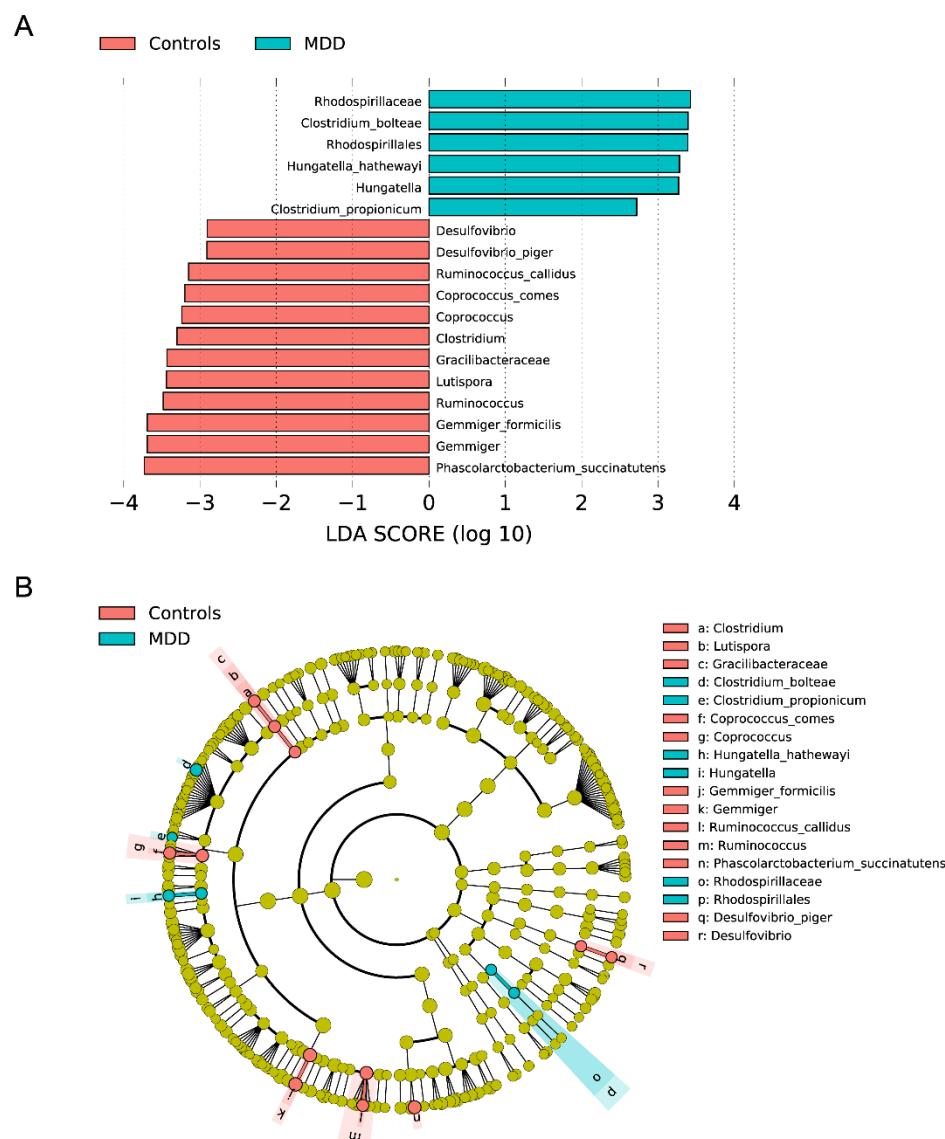 A
Controls MDD
Rhodospirillaceae
Clostridium_bolteae
Rhodospirillales
Hungatella_hathewayi
Hungatella
Clostridium_propionicum
Desulfovibrio
Desulfovibrio_piger
Ruminococcus_callidus
Coprococcus_comes
Coprococcus
Clostridium
Gracilibacteraceae
Lutispora
Ruminococcus
Gemmiger_formicilis
Gemmiger
Phascolarctobacterium_succinatutens
−4 −3 −2 −1 0 1 2 3 4
LDA SCORE (log 10)
B
Controls
MDD
a: Clostridium
b: Lutispora
c: Gracilibacteraceae
d: Clostridium_bolteae
e: Clostridium_propionicum
f: Coprococcus_comes
g: Coprococcus
h: Hungatella_hathewayi
i: Hungatella
j: Gemmiger_formicilis
k: Gemmiger
l: Ruminococcus_callidus
m: Ruminococcus
n: Phascolarctobacterium_succinatutens
o: Rhodospirillaceae
p: Rhodospirillales
q: Desulfovibrio_piger
r: Desulfovibrio
c
b
a
d
e
g f
i h
k j
m l
n
o
p
q r